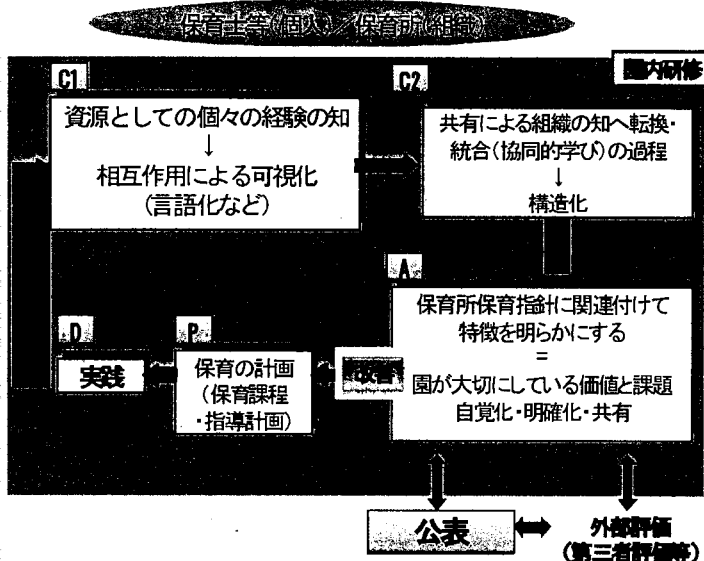 保育士等(個人)／保育所(組織)
園内研修
C1
資源としての個々の経験の知
↓
相互作用による可視化
(言語化など)
C2
共有による組織の知へ転換・
統合(協同的学び)の過程
↓
構造化
A
保育所保育指針に関連付けて
特徴を明らかにする
=
園が大切にしている価値と課題
自覚化・明確化・共有
改善
P
保育の計画
(保育課程
・指導計画)
D
実践
公表
外部評価
(第三者評価等)